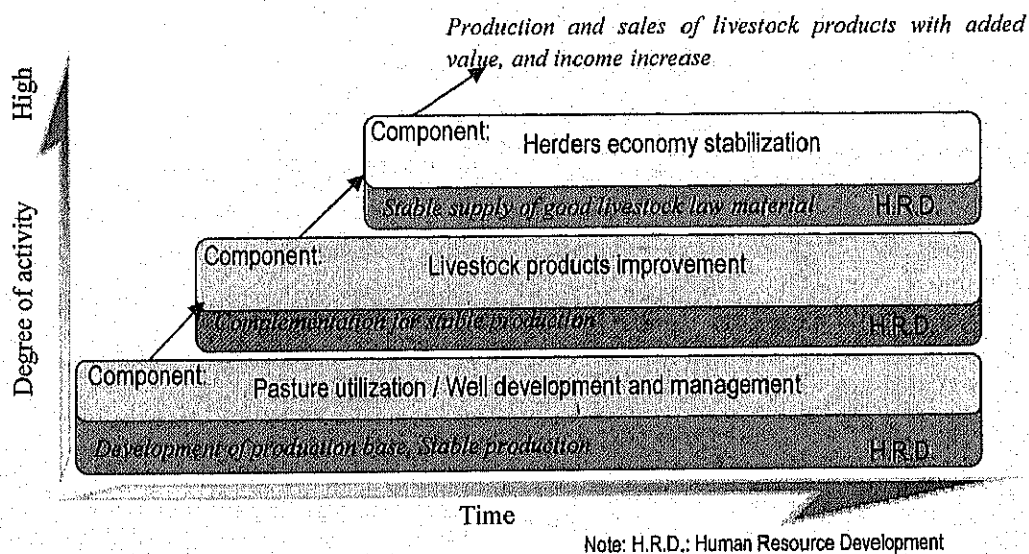 Production and sales of livestock products with added
value, and income increase
High
Degree of activity
Component:
Herders economy stabilization
Stable supply of good livestock law material
H.R.D.
Component:
Livestock products improvement
Complementation for stable production
H.R.D.
Component:
Pasture utilization / Well development and management
Development of production base, Stable production
H.R.D.
Time
Note: H.R.D.: Human Resource Development